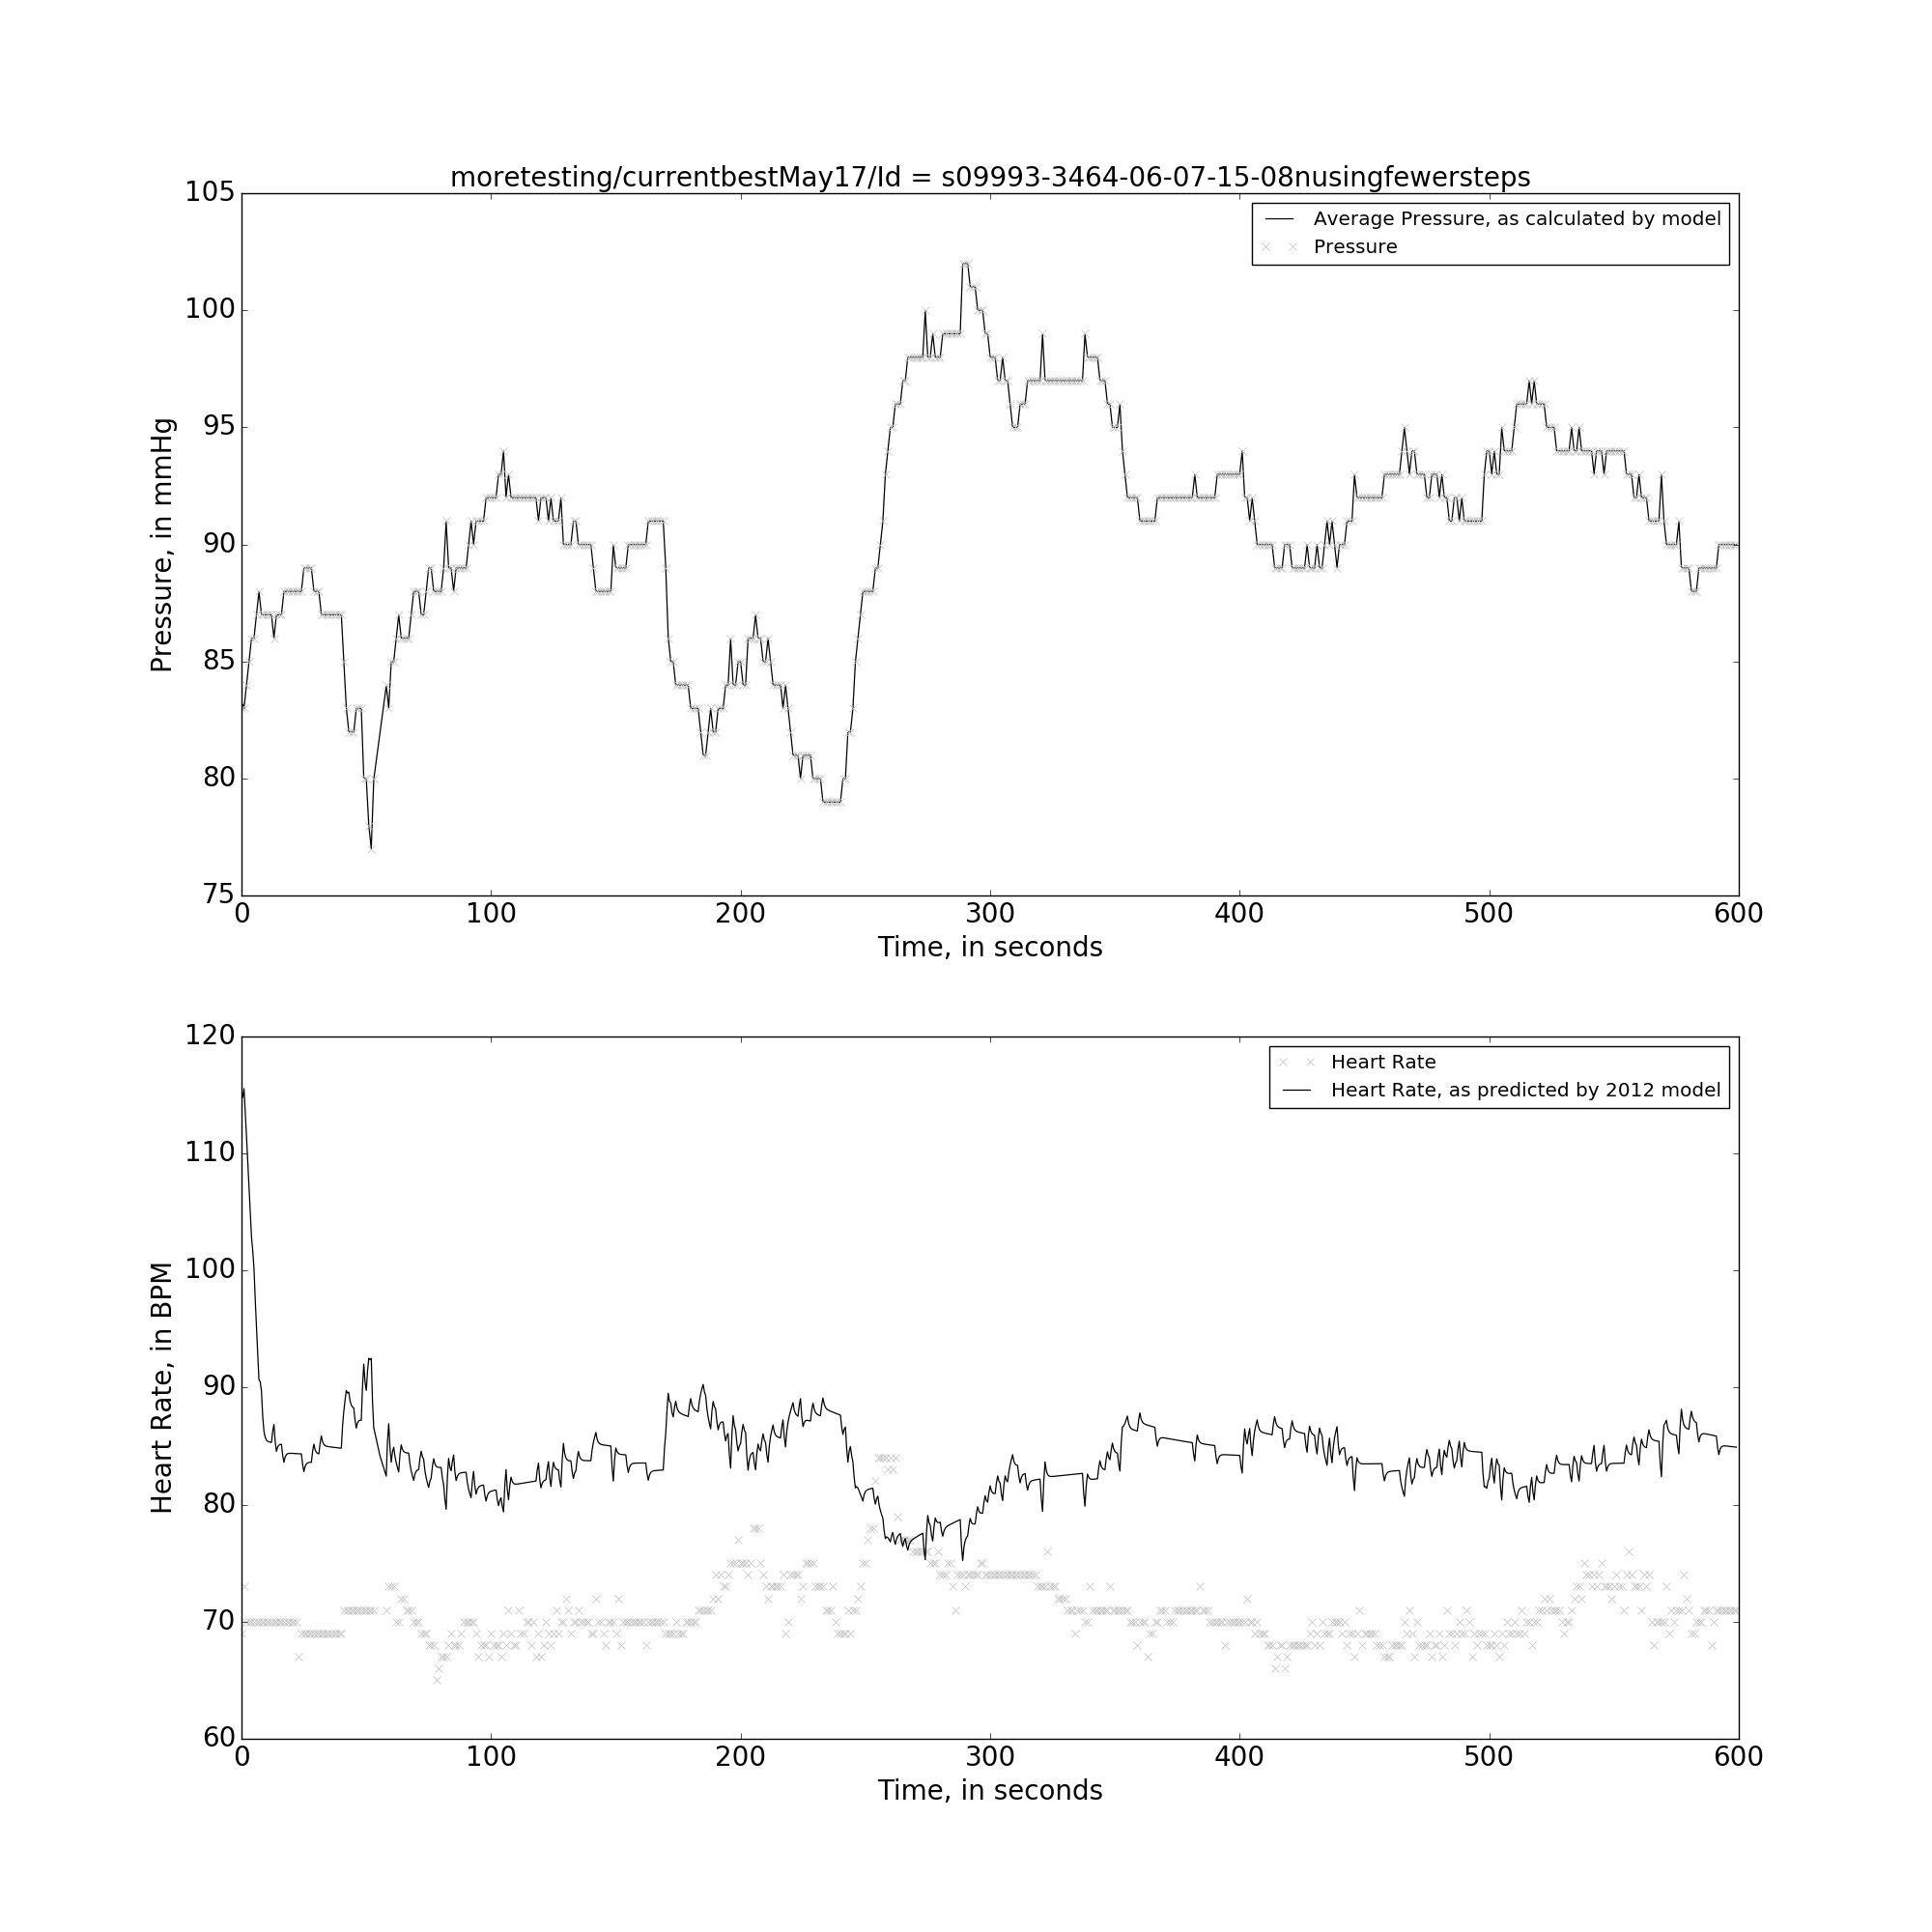 moretesting/currentbestMay17/Id = s09993-3464-06-07-15-08nusingfewersteps
105
100
95
90
85
80
75
Pressure, in mmHg
Average Pressure, as calculated by model
Pressure
0 100 200 300 400 500 600
Time, in seconds
120
110
100
90
80
70
60
Heart Rate, in BPM
Heart Rate
Heart Rate, as predicted by 2012 model
0 100 200 300 400 500 600
Time, in seconds